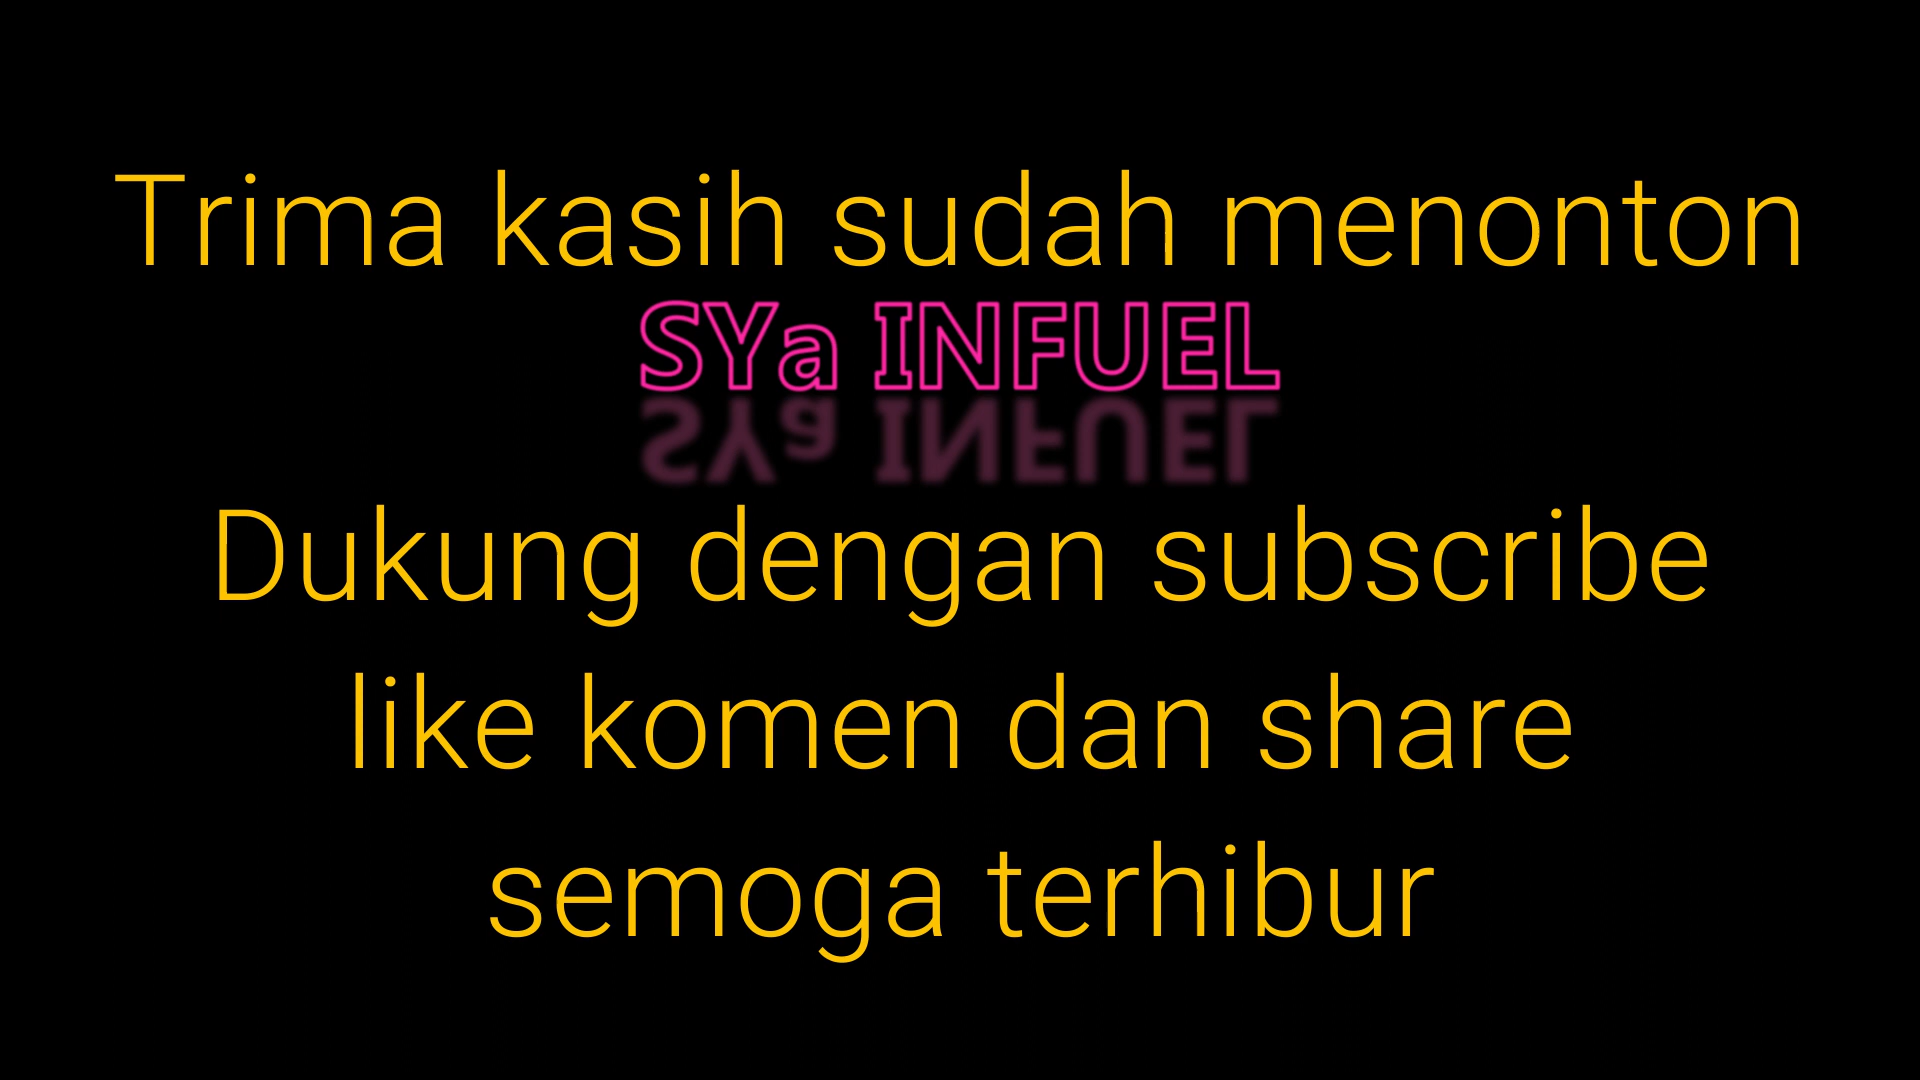 Trima kasih sudah menonton
SYa INFUEL
Dukung dengan subscribe
like komen dan share
semoga terhibur